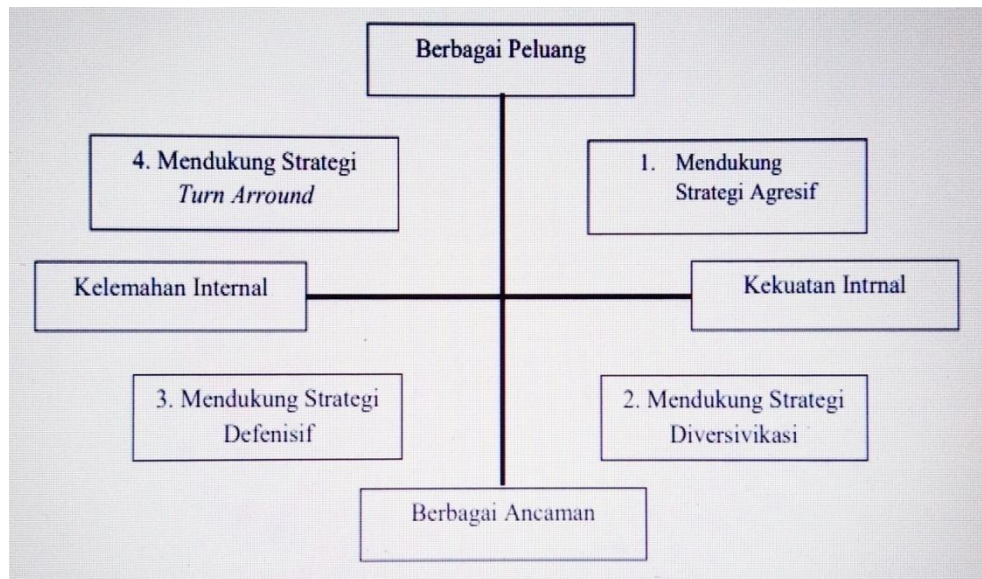 Berbagai Peluang
4. Mendukung Strategi
Turn Arround
1. Mendukung
Strategi Agresif
Kelemahan Internal
Kekuatan Intrnal
3. Mendukung Strategi
Defenisif
2. Mendukung Strategi
Diversivikasi
Berbagai Ancaman